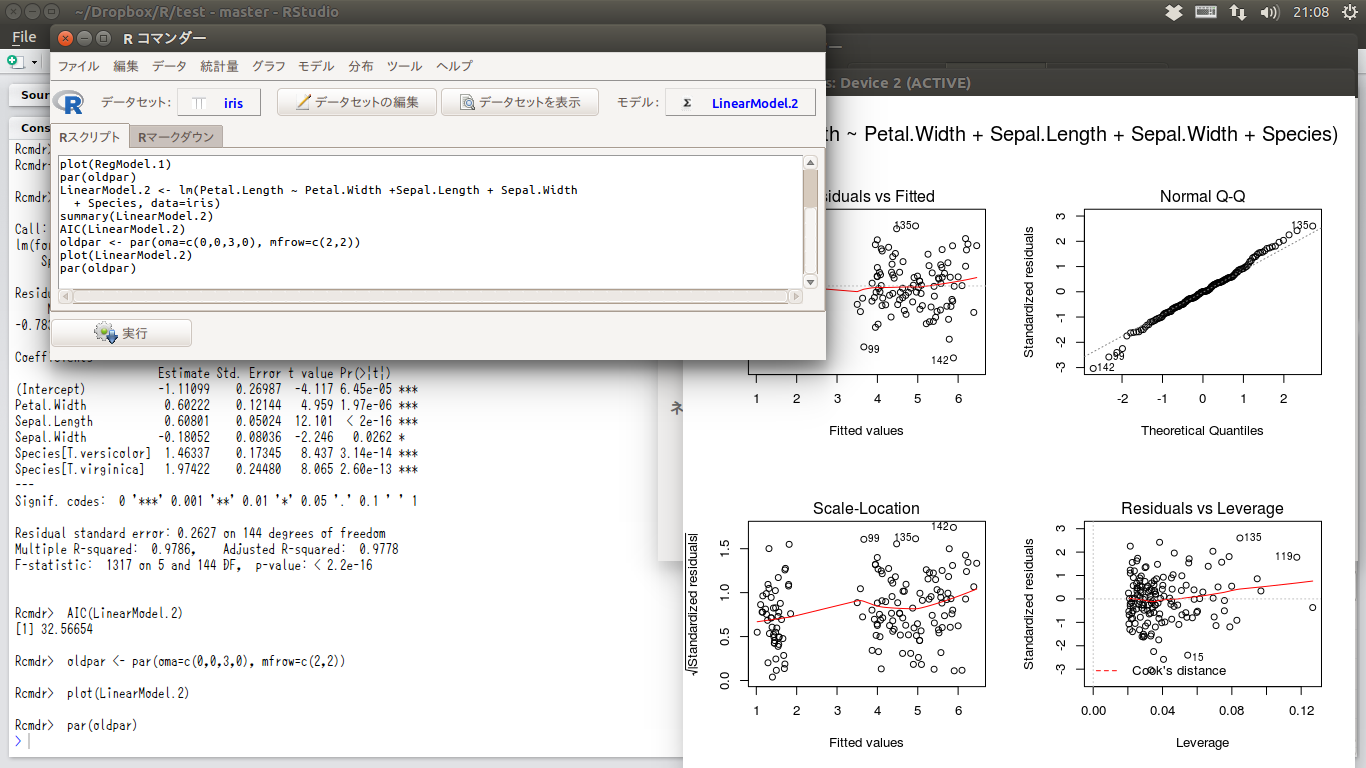 ~/Dropbox/R/test - master - RStudio
21:08
File
R コマンダー
ファイル 編集 データ 統計量 グラフ モデル 分布 ツール ヘルプ
R データセット: iris データセットの編集 データセットを表示 モデル: Σ LinearModel.2
Rスクリプト Rマークダウン
plot(RegModel.1)
par(oldpar)
LinearModel.2 <- lm(Petal.Length ~ Petal.Width +Sepal.Length + Sepal.Width
+ Species, data=iris)
summary(LinearModel.2)
AIC(LinearModel.2)
oldpar <- par(oma=c(0,0,3,0), mfrow=c(2,2))
plot(LinearModel.2)
par(oldpar)
実行
Sour
Cons
Rcmdr>
Rcmdr+
Rcmdr>
Call:
lm(for
Sp
Residu
-0.783
Coefficients
Estimate Std. Error t value Pr(>|t|)
(Intercept) -1.11099 0.26987 -4.117 6.45e-05 ***
Petal.Width 0.60222 0.12144 4.959 1.97e-06 ***
Sepal.Length 0.60801 0.05024 12.101 < 2e-16 ***
Sepal.Width -0.18052 0.08036 -2.246 0.0262 *
Species[T.versicolor] 1.46337 0.17345 8.437 3.14e-14 ***
Species[T.virginica] 1.97422 0.24480 8.065 2.60e-13 ***
---
Signif. codes: 0 '***' 0.001 '**' 0.01 '*' 0.05 '.' 0.1 ' ' 1
Residual standard error: 0.2627 on 144 degrees of freedom
Multiple R-squared: 0.9786, Adjusted R-squared: 0.9778
F-statistic: 1317 on 5 and 144 DF, p-value: < 2.2e-16
Rcmdr> AIC(LinearModel.2)
[1] 32.56654
Rcmdr> oldpar <- par(oma=c(0,0,3,0), mfrow=c(2,2))
Rcmdr> plot(LinearModel.2)
Rcmdr> par(oldpar)
>
ネ
s: Device 2 (ACTIVE)
th ~ Petal.Width + Sepal.Length + Sepal.Width + Species)
iduals vs Fitted
135
99
142
1 2 3 4 5 6
Fitted values
Normal Q-Q
Standardized residuals
3
2
1
0
-1
-2
-3
135
99
142
-2 -1 0 1 2
Theoretical Quantiles
Scale-Location
√|Standardized residuals|
1.5
1.0
0.5
0.0
99 135 142
1 2 3 4 5 6
Fitted values
Residuals vs Leverage
Standardized residuals
3
2
1
0
-1
-2
-3
135
119
15
Cook's distance
0.00 0.04 0.08 0.12
Leverage